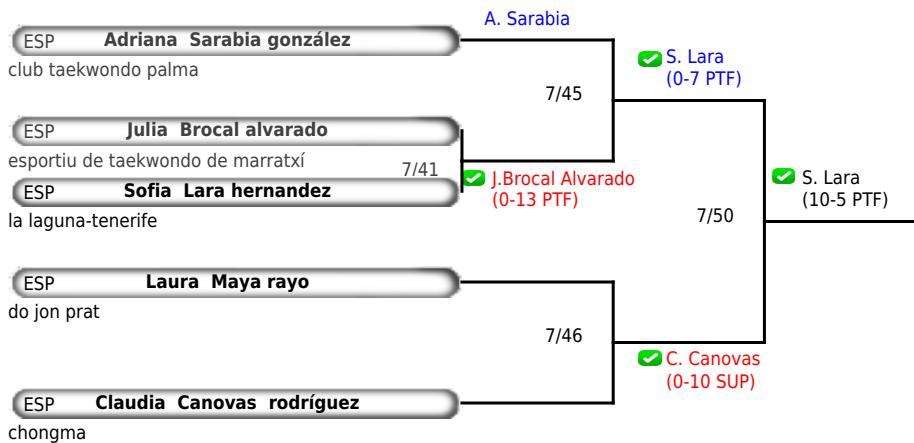 A. Sarabia
ESP Adriana Sarabia gonzález
club taekwondo palma
S. Lara
(0-7 PTF)
7/45
ESP Julia Brocal alvarado
esportiu de taekwondo de marratxí
7/41
J.Brocal Alvarado
(0-13 PTF)
ESP Sofia Lara hernandez
la laguna-tenerife
S. Lara
(10-5 PTF)
7/50
ESP Laura Maya rayo
do jon prat
7/46
C. Canovas
(0-10 SUP)
ESP Claudia Canovas rodríguez
chongma